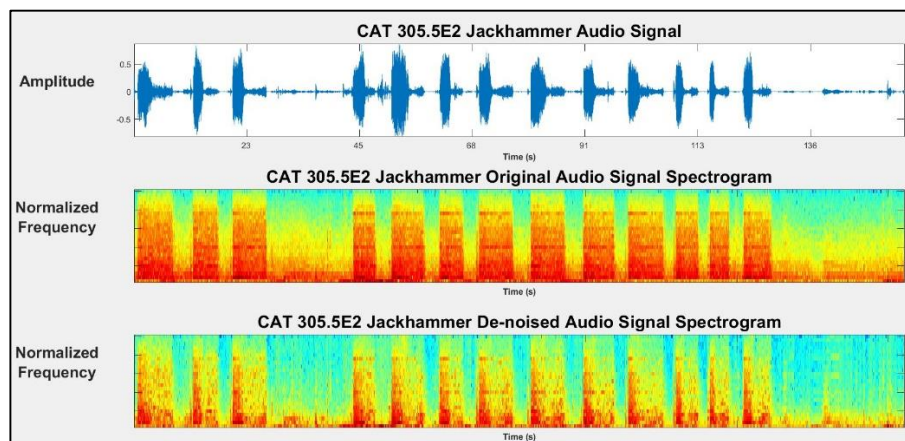 CAT 305.5E2 Jackhammer Audio Signal
Amplitude
0.5
0
-0.5
23
45
68
91
113
136
Time (s)
CAT 305.5E2 Jackhammer Original Audio Signal Spectrogram
Normalized
Frequency
Time (s)
CAT 305.5E2 Jackhammer De-noised Audio Signal Spectrogram
Normalized
Frequency
Time (s)